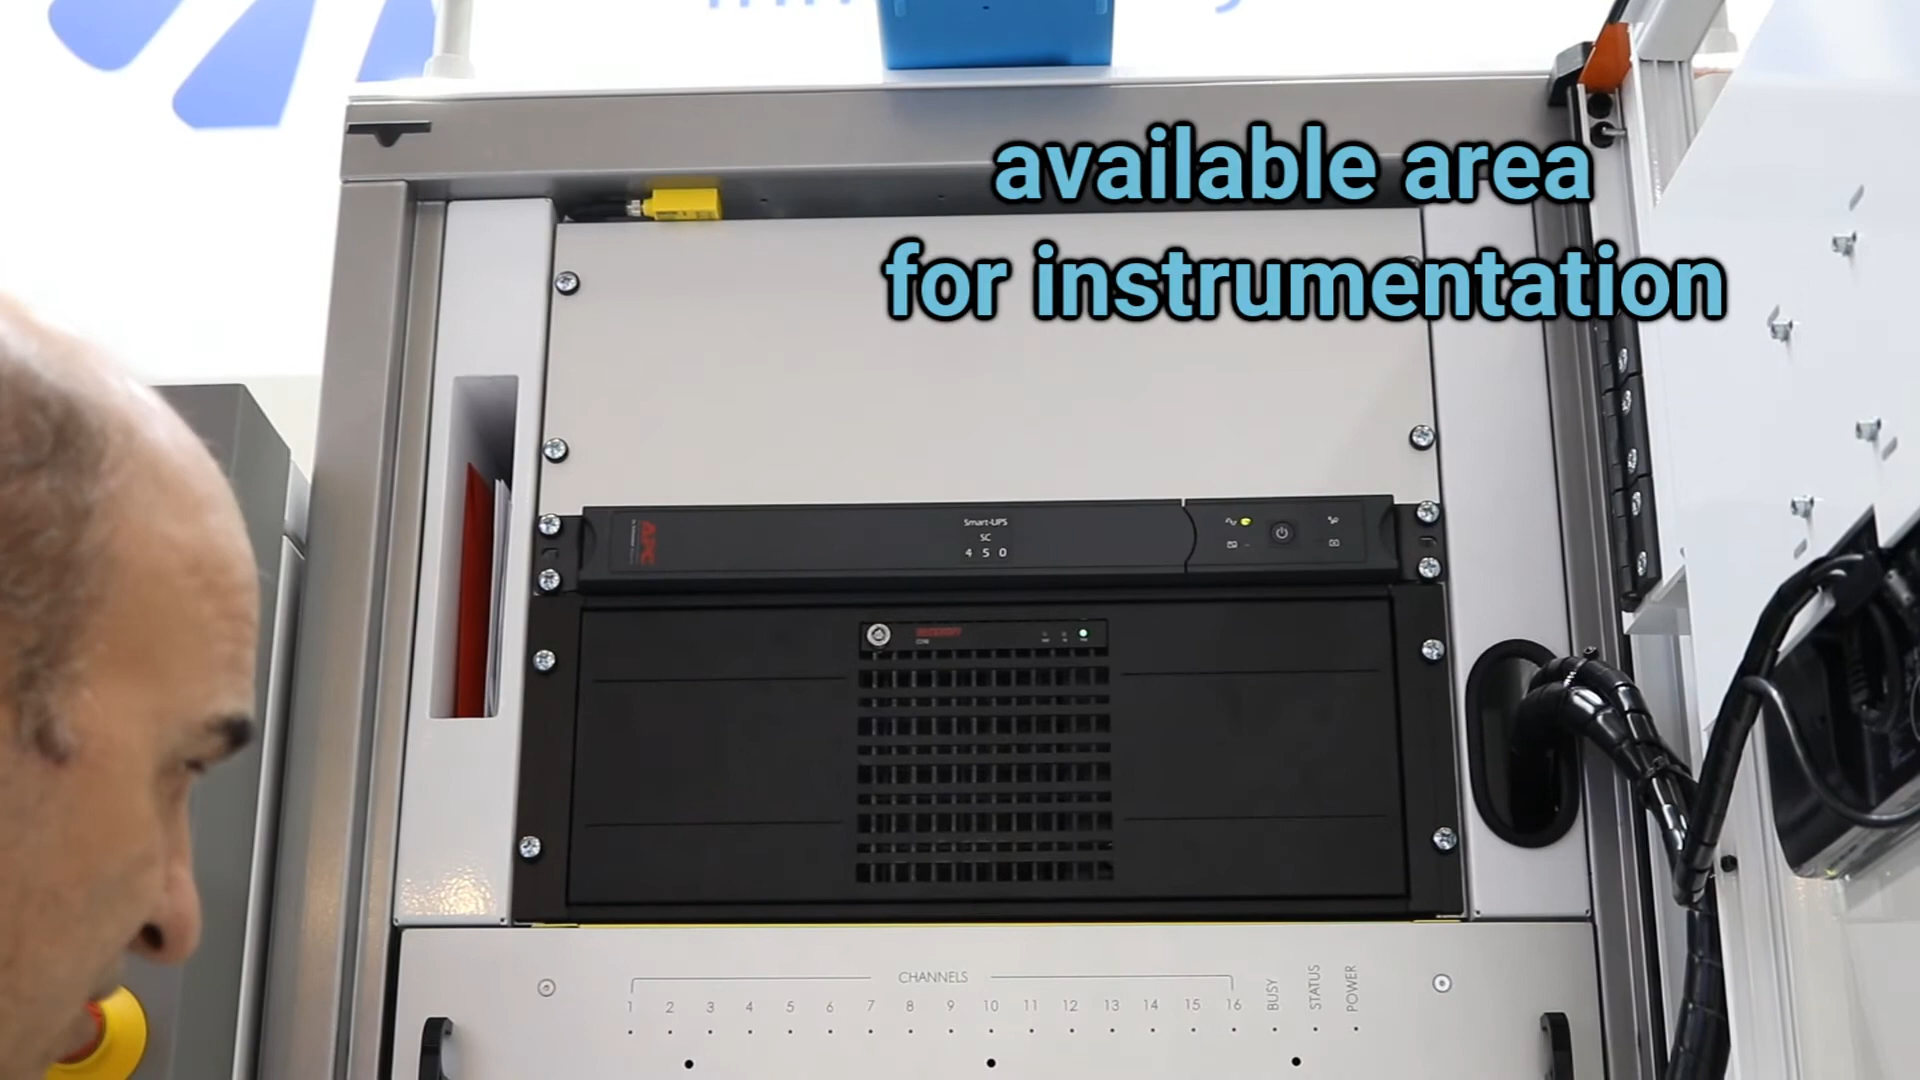 available area
for instrumentation
APC
Smart-UPS
SC
4 5 0
CHANNELS
1 2 3 4 5 6 7 8 9 10 11 12 13 14 15 16 BUSY STATUS POWER